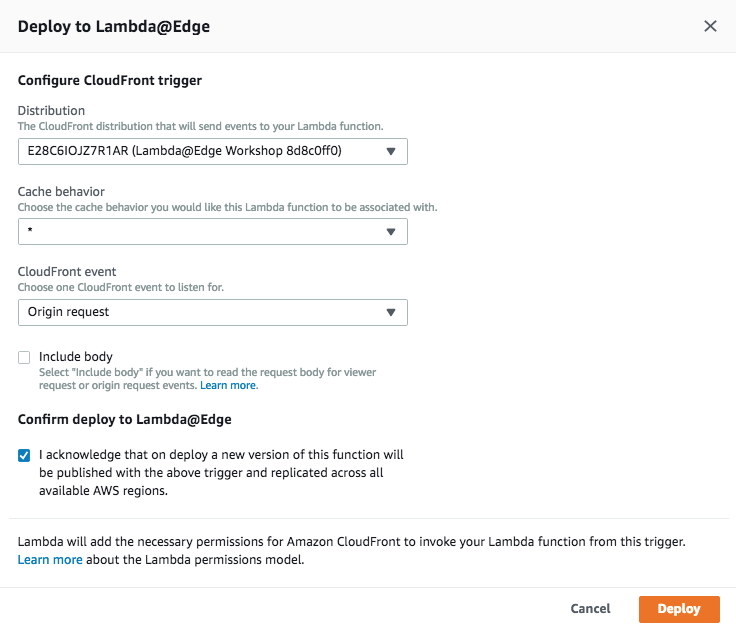 Deploy to Lambda@Edge
Configure CloudFront trigger
Distribution
The CloudFront distribution that will send events to your Lambda function.
E28C6IOJZ7R1AR (Lambda@Edge Workshop 8d8c0ff0)
Cache behavior
Choose the cache behavior you would like this Lambda function to be associated with.
*
CloudFront event
Choose one CloudFront event to listen for.
Origin request
Include body
Select "Include body" if you want to read the request body for viewer
request or origin request events. Learn more.
Confirm deploy to Lambda@Edge
I acknowledge that on deploy a new version of this function will
be published with the above trigger and replicated across all
available AWS regions.
Lambda will add the necessary permissions for Amazon CloudFront to invoke your Lambda function from this trigger.
Learn more about the Lambda permissions model.
Cancel
Deploy